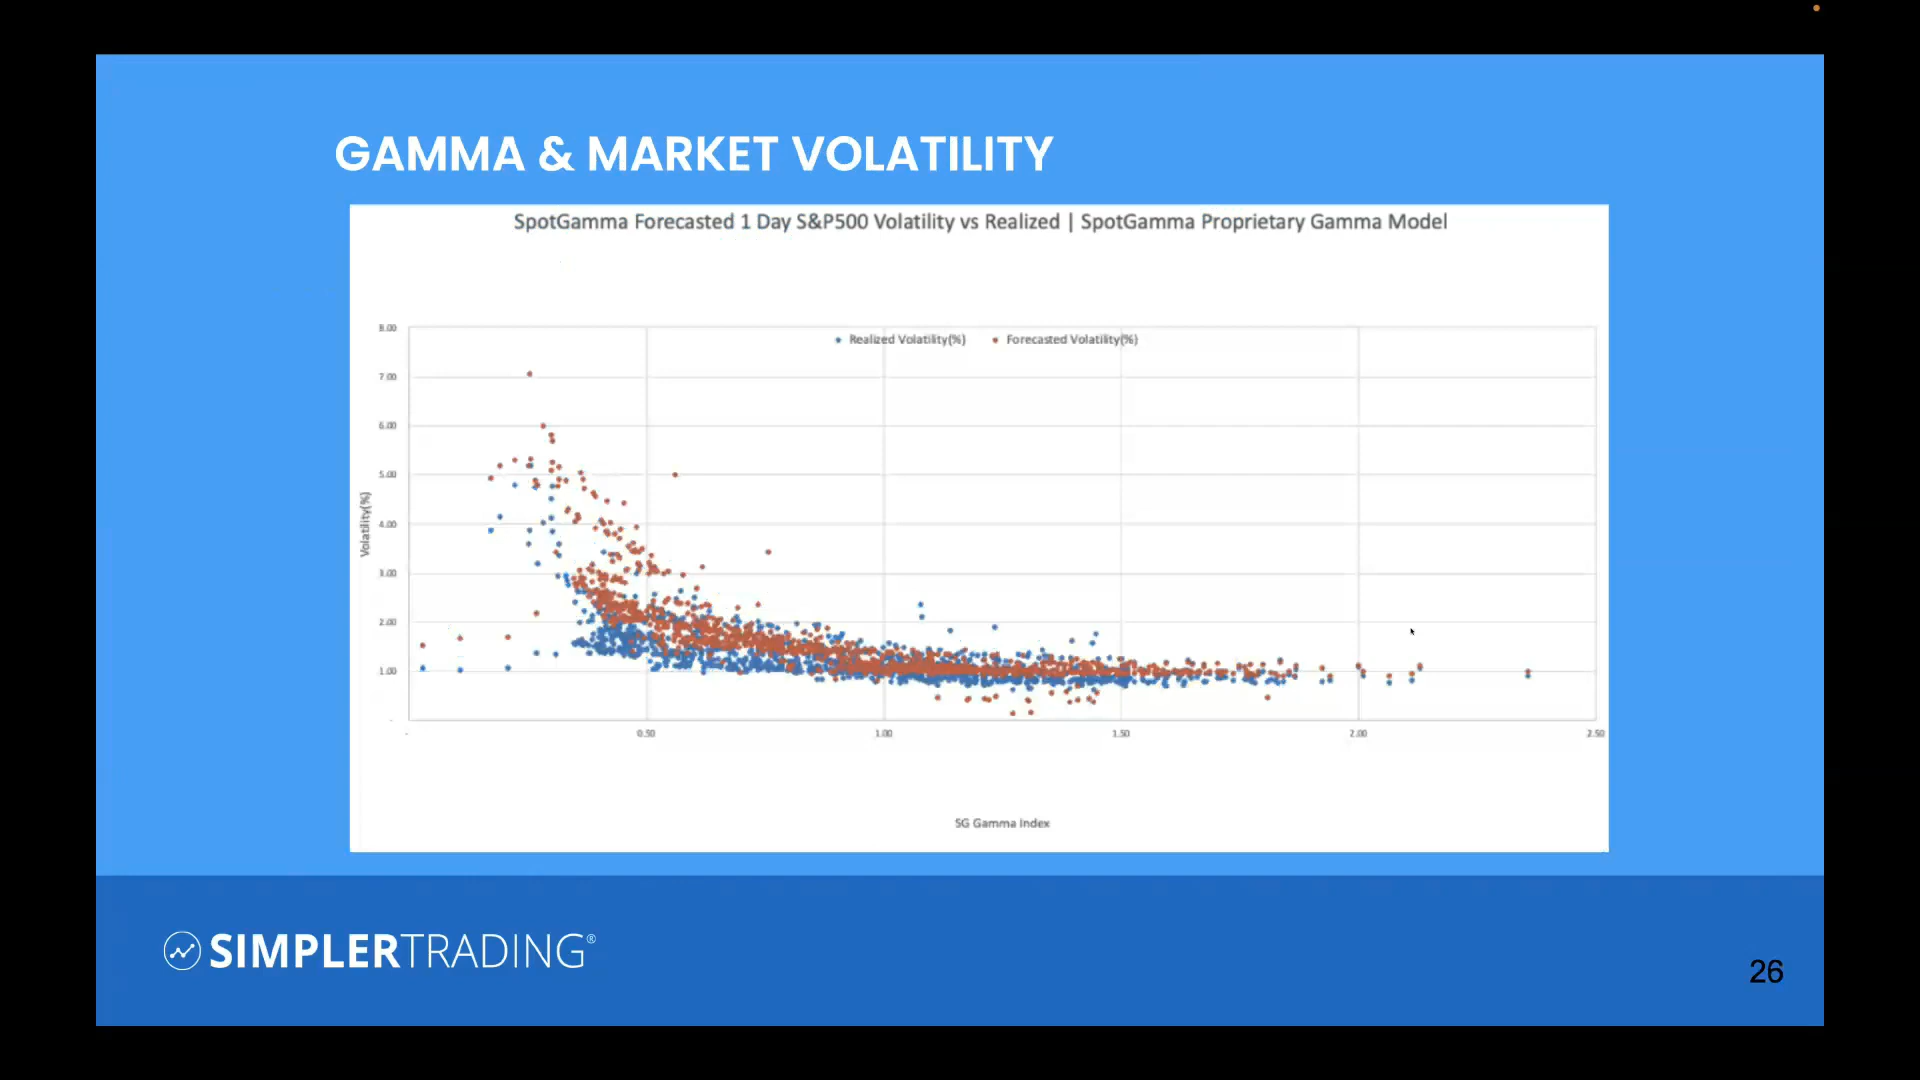 GAMMA & MARKET VOLATILITY
SpotGamma Forecasted 1 Day S&P500 Volatility vs Realized | SpotGamma Proprietary Gamma Model
Realized Volatility(%) Forecasted Volatility(%)
8.00
7.00
6.00
5.00
4.00
3.00
2.00
1.00
-
Volatility(%)
- 0.50 1.00 1.50 2.00 2.50
SG Gamma Index
SIMPLERTRADING®
26